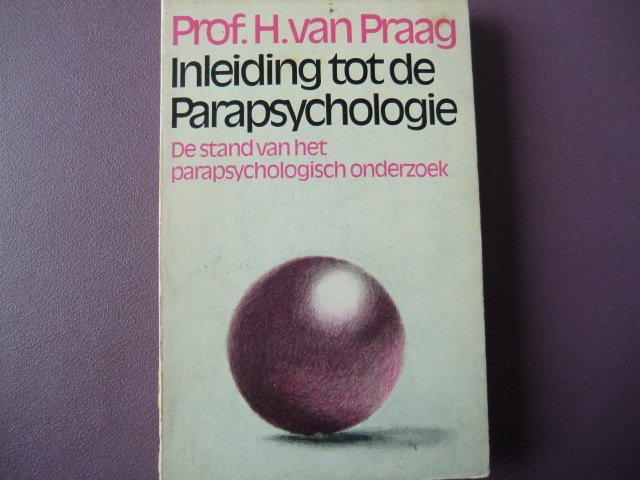 Prof. H. van Praag
Inleiding tot de
Parapsychologie
De stand van het
parapsychologisch onderzoek